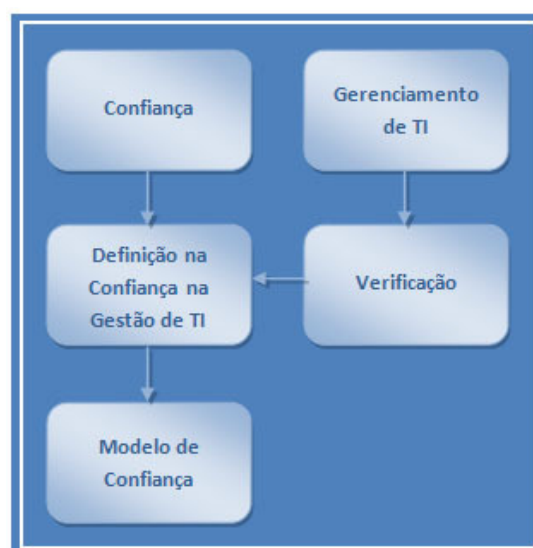 Confiança
Gerenciamento
de TI
Definição na
Confiança na
Gestão de TI
Verificação
Modelo de
Confiança